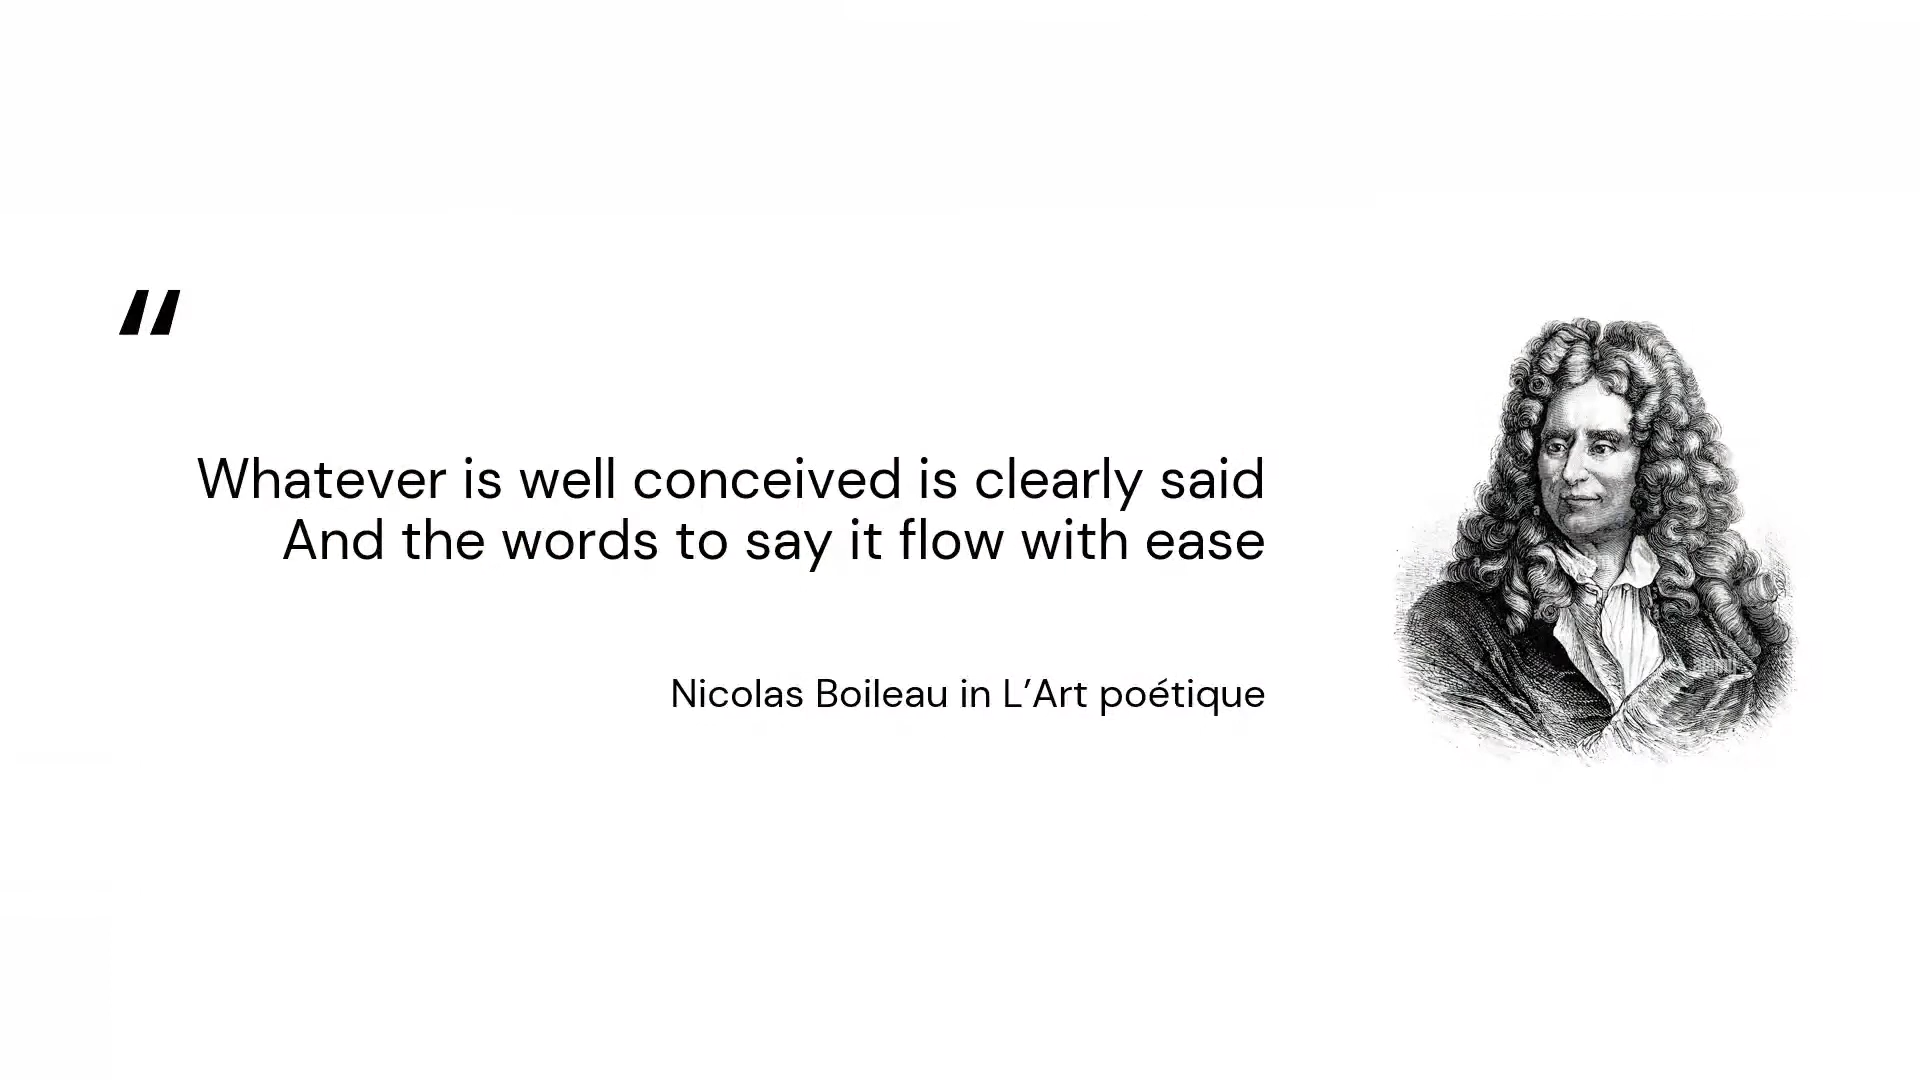 “
Whatever is well conceived is clearly said
And the words to say it flow with ease
Nicolas Boileau in L’Art poétique